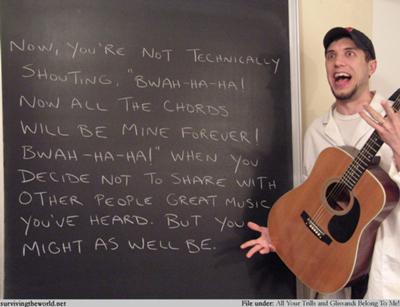 NOW, YOU'RE NOT TECHNICALLY
SHOUTING, "BWAH-HA-HA!
NOW ALL THE CHORDS
WILL BE MINE FOREVER!
BWAH-HA-HA!" WHEN YOU
DECIDE NOT TO SHARE WITH
OTHER PEOPLE GREAT MUSIC
YOU'VE HEARD. BUT YOU
MIGHT AS WELL BE.
survivingtheworld.net
File under: All Your Trills and Glissandi Belong To Me!